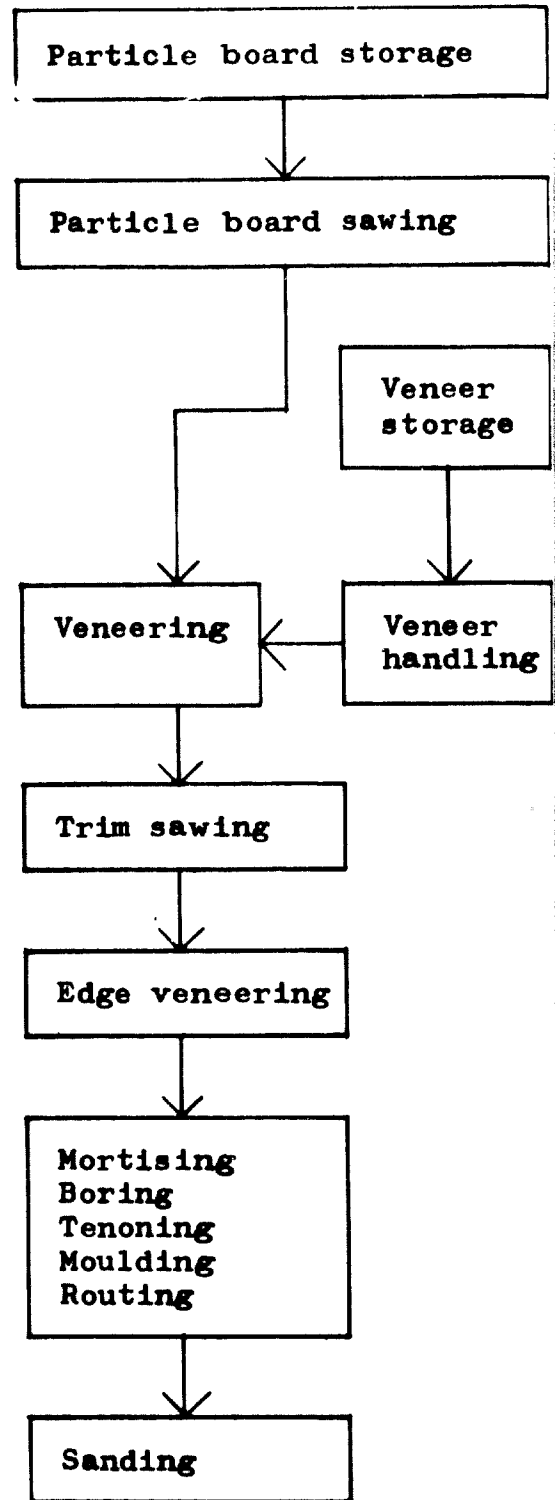 Particle board storage
Particle board sawing
Veneer
storage
Veneering
Veneer
handling
Trim sawing
Edge veneering
Mortising
Boring
Tenoning
Moulding
Routing
Sanding